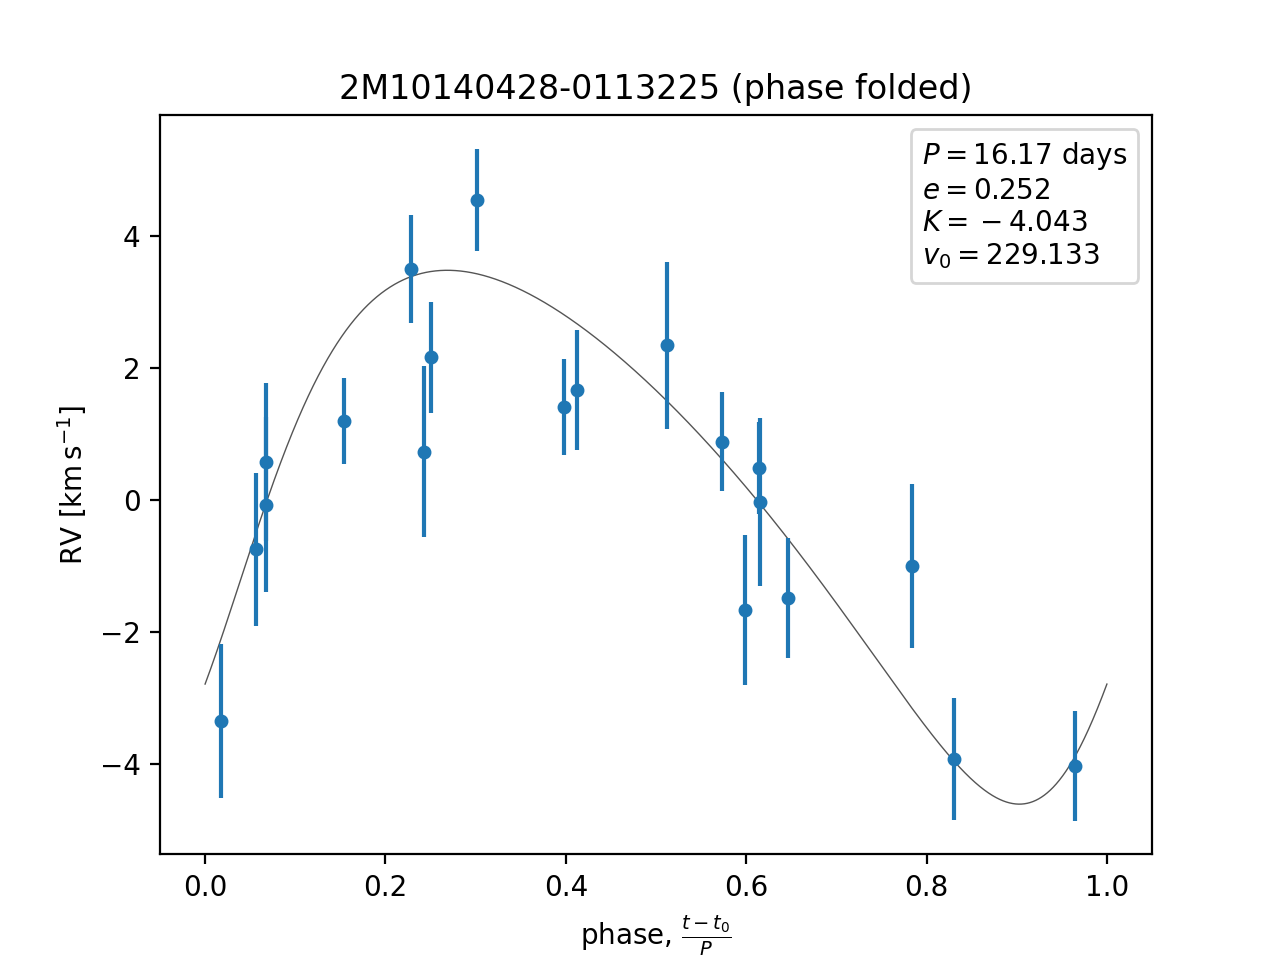 2M10140428-0113225 (phase folded)
P = 16.17 days
e = 0.252
K = −4.043
v₀ = 229.133
RV [km s⁻¹]
4
2
0
−2
−4
0.0 0.2 0.4 0.6 0.8 1.0
phase, (t − t₀)/P